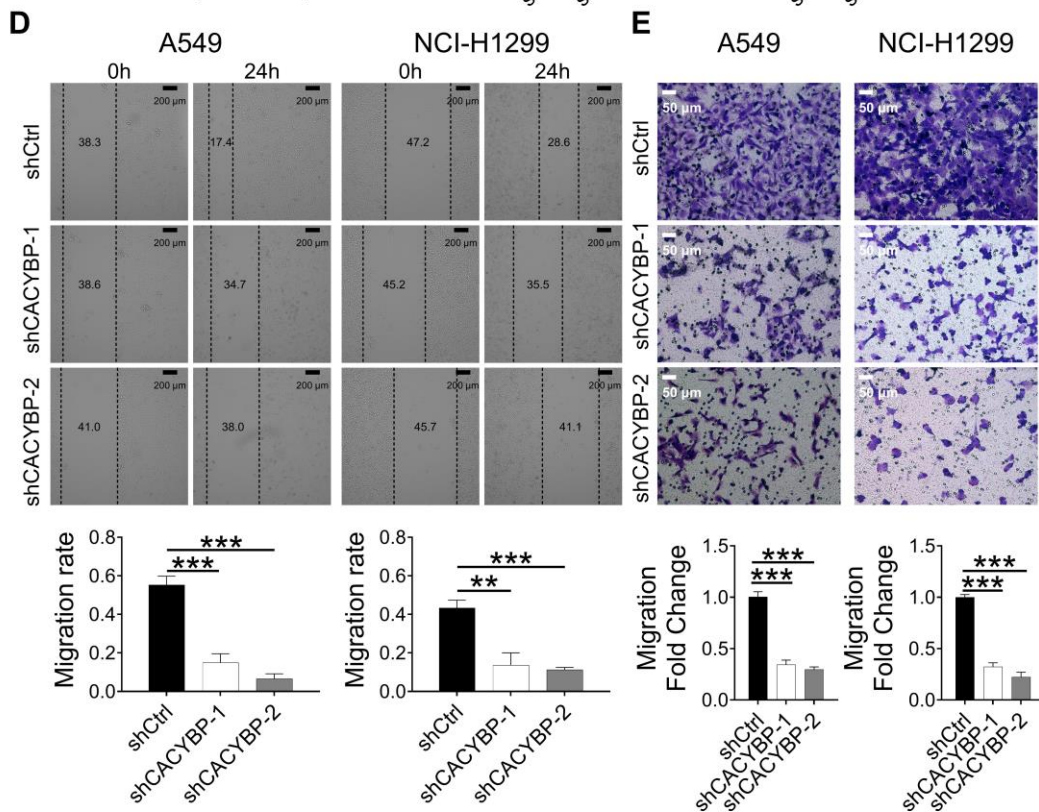 D
A549
NCI-H1299
0h
24h
0h
24h
shCtrl
200 µm
38.3
200 µm
17.4
200 µm
47.2
200 µm
28.6
shCACYBP-1
200 µm
38.6
200 µm
34.7
200 µm
45.2
200 µm
35.5
shCACYBP-2
200 µm
41.0
200 µm
38.0
200 µm
45.7
200 µm
41.1
Migration rate
0.8
0.6
0.4
0.2
0.0
***
***
shCtrl
shCACYBP-1
shCACYBP-2
Migration rate
0.8
0.6
0.4
0.2
0.0
***
**
shCtrl
shCACYBP-1
shCACYBP-2
E
A549
NCI-H1299
shCtrl
50 µm
50 µm
shCACYBP-1
50 µm
50 µm
shCACYBP-2
50 µm
50 µm
Migration
Fold Change
1.5
1.0
0.5
0.0
***
***
shCtrl
shCACYBP-1
shCACYBP-2
Migration
Fold Change
1.5
1.0
0.5
0.0
***
***
shCtrl
shCACYBP-1
shCACYBP-2